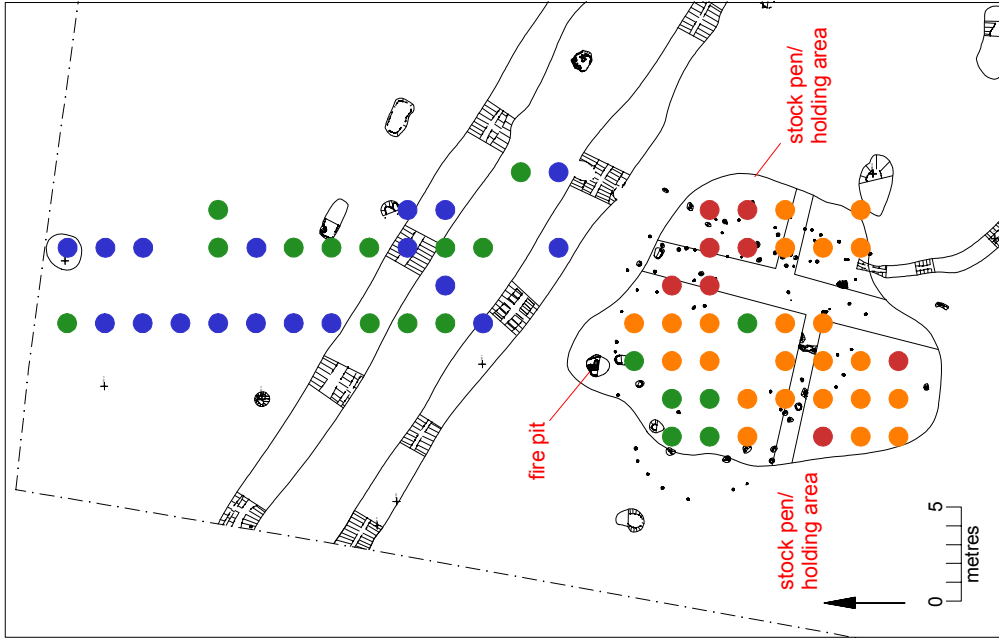 stock pen/
holding area
fire pit
stock pen/
holding area
0
5
metres